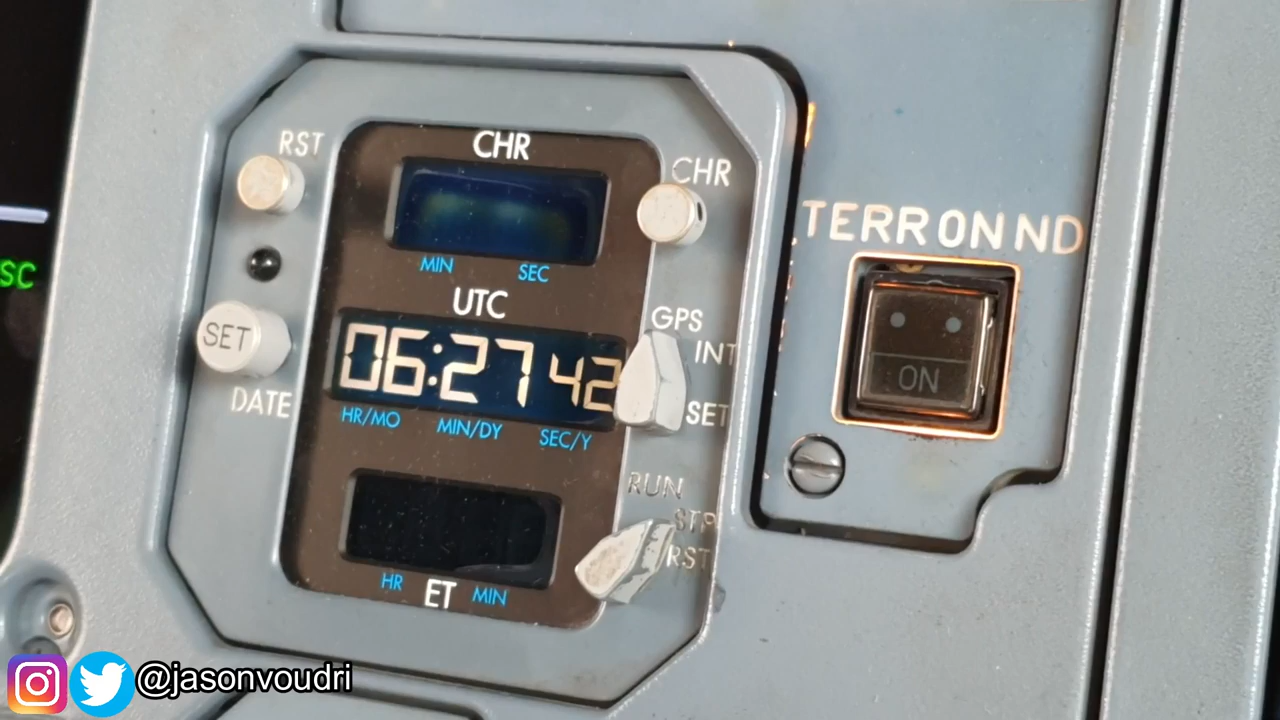 RST
CHR
CHR
MIN SEC
SC
UTC
SET
06:27 42
HR/MO MIN/DY SEC/Y
DATE
GPS
INT
SET
RUN
STP
RST
HR ET MIN
TERR ON ND
ON
@jasonvoudri